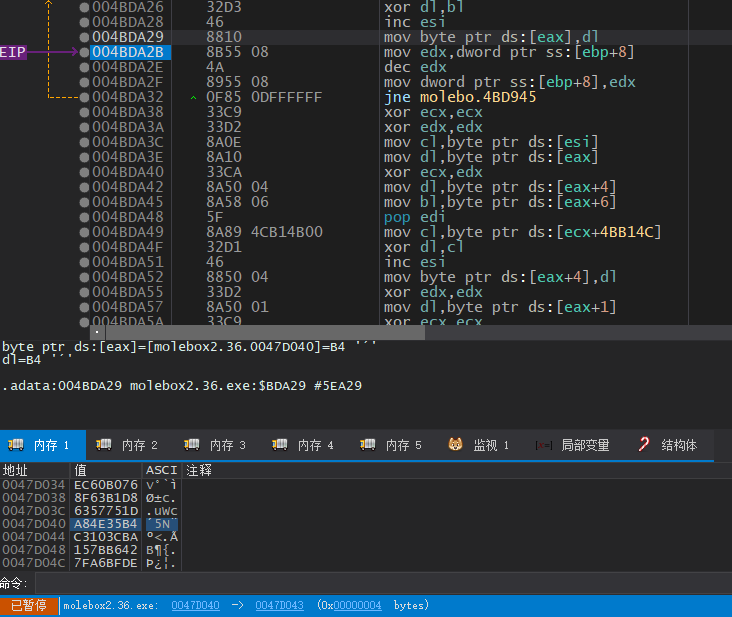 004BDA26 32D3 xor dl,bl
004BDA28 46 inc esi
004BDA29 8810 mov byte ptr ds:[eax],dl
EIP 004BDA2B 8B55 08 mov edx,dword ptr ss:[ebp+8]
004BDA2E 4A dec edx
004BDA2F 8955 08 mov dword ptr ss:[ebp+8],edx
004BDA32 ^ 0F85 0DFFFFFF jne molebo.4BD945
004BDA38 33C9 xor ecx,ecx
004BDA3A 33D2 xor edx,edx
004BDA3C 8A0E mov cl,byte ptr ds:[esi]
004BDA3E 8A10 mov dl,byte ptr ds:[eax]
004BDA40 33CA xor ecx,edx
004BDA42 8A50 04 mov dl,byte ptr ds:[eax+4]
004BDA45 8A58 06 mov bl,byte ptr ds:[eax+6]
004BDA48 5F pop edi
004BDA49 8A89 4CB14B00 mov cl,byte ptr ds:[ecx+4BB14C]
004BDA4F 32D1 xor dl,cl
004BDA51 46 inc esi
004BDA52 8850 04 mov byte ptr ds:[eax+4],dl
004BDA55 33D2 xor edx,edx
004BDA57 8A50 01 mov dl,byte ptr ds:[eax+1]
004BDA5A 33C9 xor ecx,ecx
byte ptr ds:[eax]=[molebox2.36.0047D040]=B4 '´'
dl=B4 '´'
.adata:004BDA29 molebox2.36.exe:$BDA29 #5EA29
内存 1 内存 2 内存 3 内存 4 内存 5 监视 1 局部变量 结构体
地址 值 ASCI 注释
0047D034 EC60B076 v°`ì
0047D038 8F63B1D8 Ø±c.
0047D03C 6357751D .uWc
0047D040 A84E35B4 ´5N¨
0047D044 C3103CBA º<.Ã
0047D048 157BB642 B¶{.
0047D04C 7FA6BFDE Þ¿¦.
命令:
已暂停 molebox2.36.exe: 0047D040 -> 0047D043 (0x00000004 bytes)